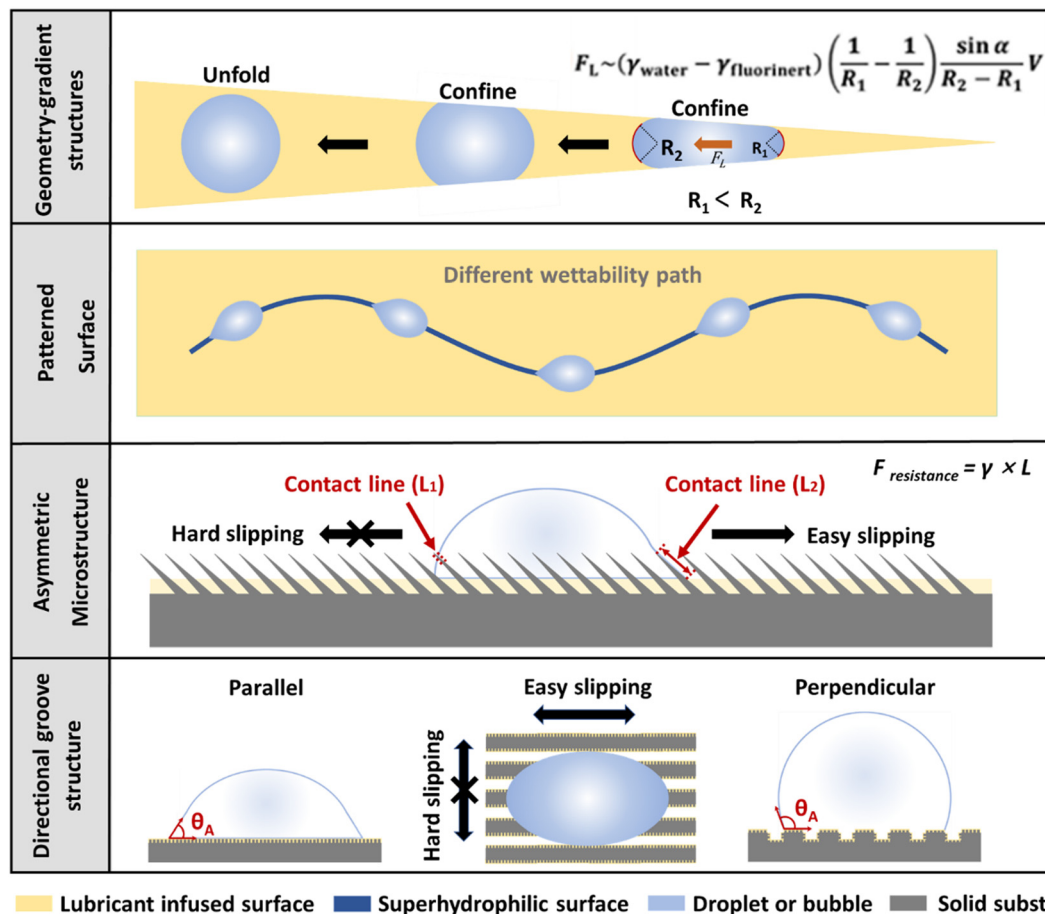 Geometry-gradient
structures
Unfold
Confine
Confine
F_L~(γ_water − γ_fluorinert)(1/R_1 − 1/R_2) sin α/(R_2 − R_1) V
R_2
F_L
R_1
R_1 < R_2
Patterned
Surface
Different wettability path
Asymmetric
Microstructure
F_resistance = γ × L
Contact line (L_1)
Contact line (L_2)
Hard slipping
Easy slipping
Directional groove
structure
Parallel
Easy slipping
Perpendicular
Hard slipping
θ_A
θ_A
Lubricant infused surface
Superhydrophilic surface
Droplet or bubble
Solid subst